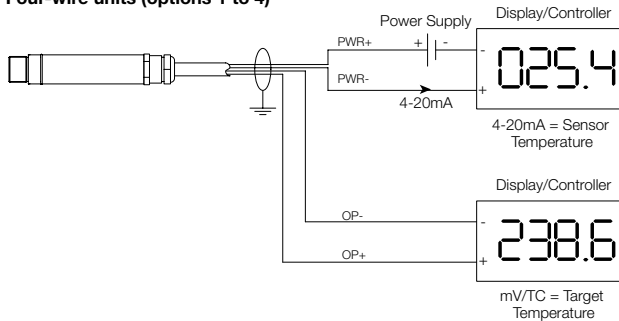 Four-wire units (options 1 to 4)
Power Supply
Display/Controller
PWR+
+ -
-
025.4
PWR-
+
4-20mA
4-20mA = Sensor
Temperature
Display/Controller
OP-
-
238.6
OP+
+
mV/TC = Target
Temperature